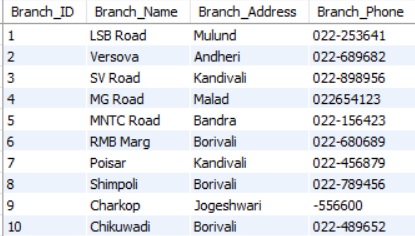 Branch_ID Branch_Name Branch_Address Branch_Phone
1 LSB Road Mulund 022-253641
2 Versova Andheri 022-689682
3 SV Road Kandivali 022-898956
4 MG Road Malad 022654123
5 MNTC Road Bandra 022-156423
6 RMB Marg Borivali 022-680689
7 Poisar Kandivali 022-456879
8 Shimpoli Borivali 022-789456
9 Charkop Jogeshwari -556600
10 Chikuwadi Borivali 022-489652